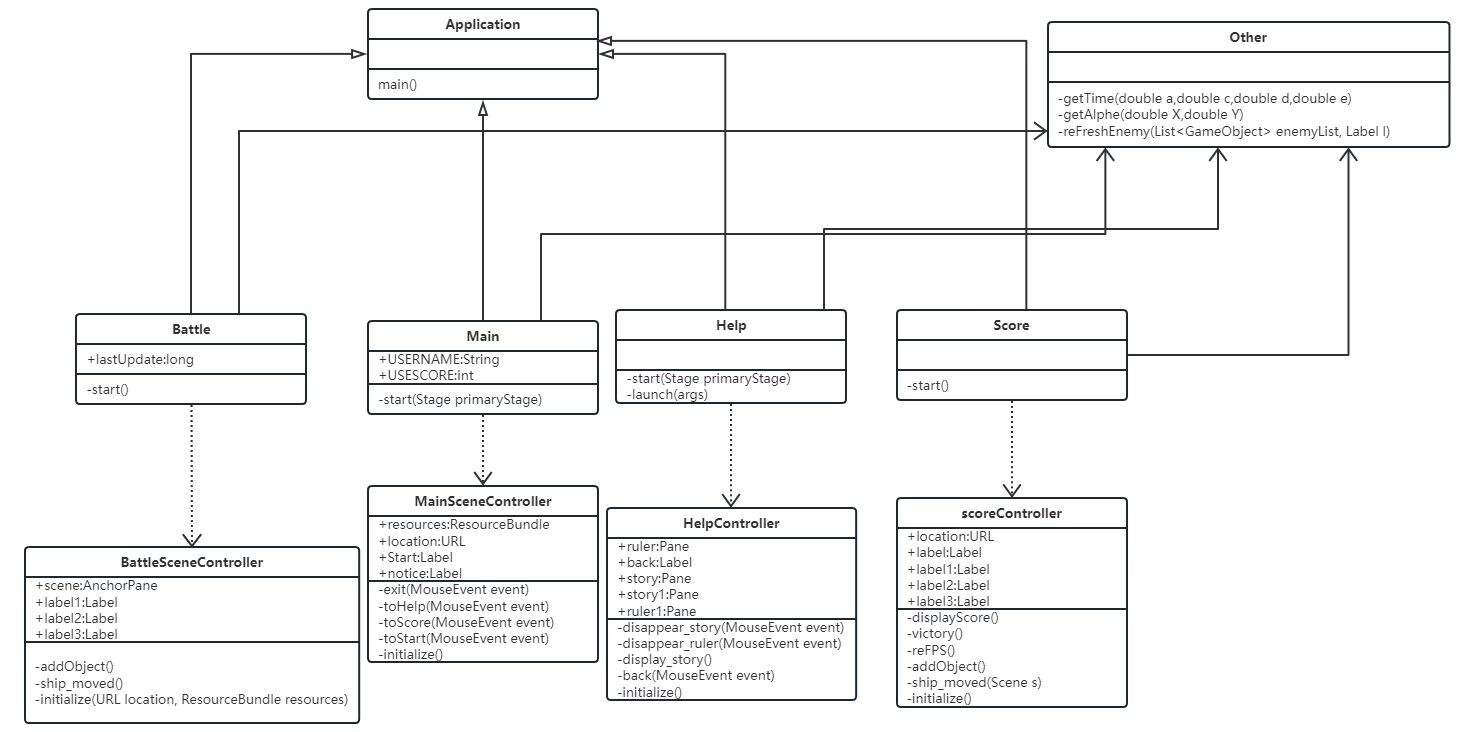 Application
main()
Other
-getTime(double a,double c,double d,double e)
-getAlphe(double X,double Y)
-reFreshEnemy(List<GameObject> enemyList, Label l)
Battle
+lastUpdate:long
-start()
Main
+USERNAME:String
+USESCORE:int
-start(Stage primaryStage)
Help
-start(Stage primaryStage)
-launch(args)
Score
-start()
BattleSceneController
+scene:AnchorPane
+label1:Label
+label2:Label
+label3:Label
-addObject()
-ship_moved()
-initialize(URL location, ResourceBundle resources)
MainSceneController
+resources:ResourceBundle
+location:URL
+Start:Label
+notice:Label
-exit(MouseEvent event)
-toHelp(MouseEvent event)
-toScore(MouseEvent event)
-toStart(MouseEvent event)
-initialize()
HelpController
+ruler:Pane
+back:Label
+story:Pane
+story1:Pane
+ruler1:Pane
-disappear_story(MouseEvent event)
-disappear_ruler(MouseEvent event)
-display_story()
-back(MouseEvent event)
-initialize()
scoreController
+location:URL
+label:Label
+label1:Label
+label2:Label
+label3:Label
-displayScore()
-victory()
-reFPS()
-addObject()
-ship_moved(Scene s)
-initialize()